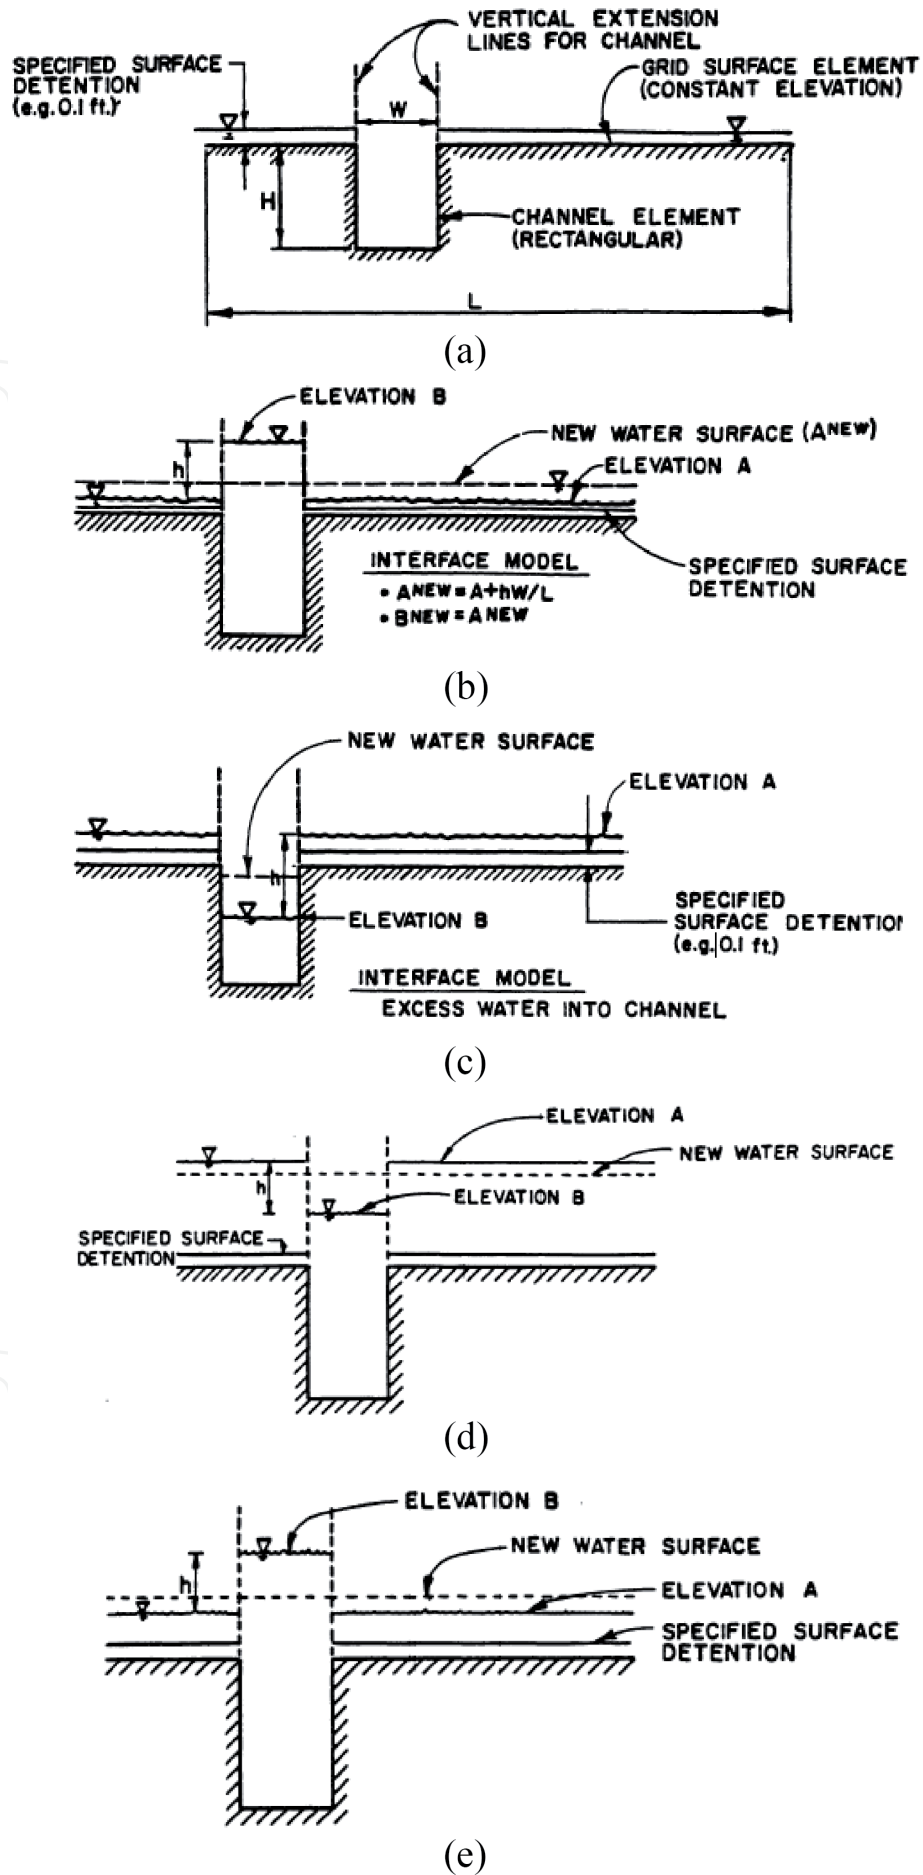 VERTICAL EXTENSION
LINES FOR CHANNEL
SPECIFIED SURFACE
DETENTION
(e.g. 0.1 ft.)
GRID SURFACE ELEMENT
(CONSTANT ELEVATION)
W
H
CHANNEL ELEMENT
(RECTANGULAR)
L
(a)
ELEVATION B
NEW WATER SURFACE (ANEW)
h
ELEVATION A
INTERFACE MODEL
• ANEW = A+hW/L
• BNEW = ANEW
SPECIFIED SURFACE
DETENTION
(b)
NEW WATER SURFACE
ELEVATION A
h
ELEVATION B
SPECIFIED
SURFACE DETENTION
(e.g. 0.1 ft.)
INTERFACE MODEL
EXCESS WATER INTO CHANNEL
(c)
ELEVATION A
NEW WATER SURFACE
h
ELEVATION B
SPECIFIED SURFACE
DETENTION
(d)
ELEVATION B
NEW WATER SURFACE
h
ELEVATION A
SPECIFIED SURFACE
DETENTION
(e)